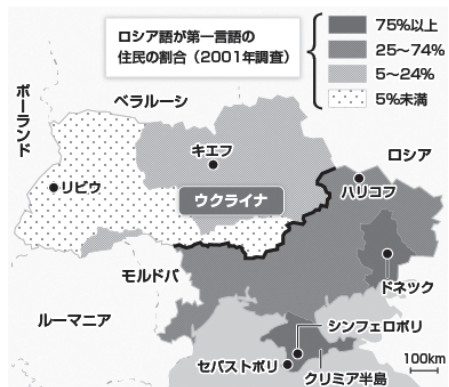 ロシア語が第一言語の
住民の割合（2001年調査）
75%以上
25～74%
5～24%
5%未満
ポーランド
ベラルーシ
ロシア
キエフ
ハリコフ
リビウ
ウクライナ
モルドバ
ドネツク
ルーマニア
シンフェロポリ
セバストポリ
クリミア半島
100km